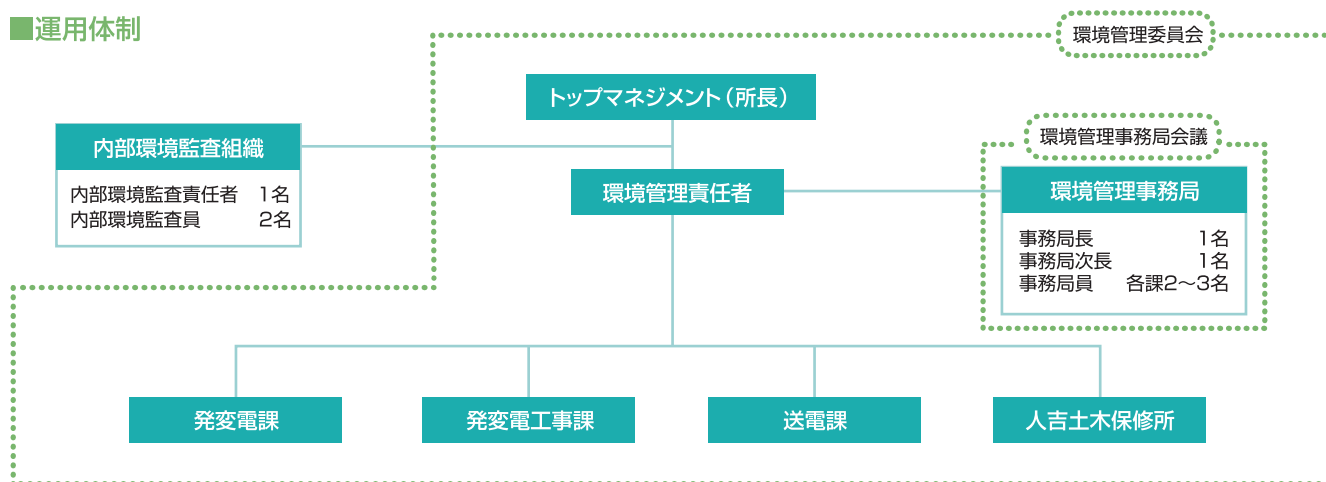 ■運用体制
環境管理委員会
トップマネジメント（所長）
内部環境監査組織
内部環境監査責任者　1名
内部環境監査員　2名
環境管理責任者
環境管理事務局会議
環境管理事務局
事務局長　1名
事務局次長　1名
事務局員　各課2～3名
発変電課
発変電工事課
送電課
人吉土木保修所